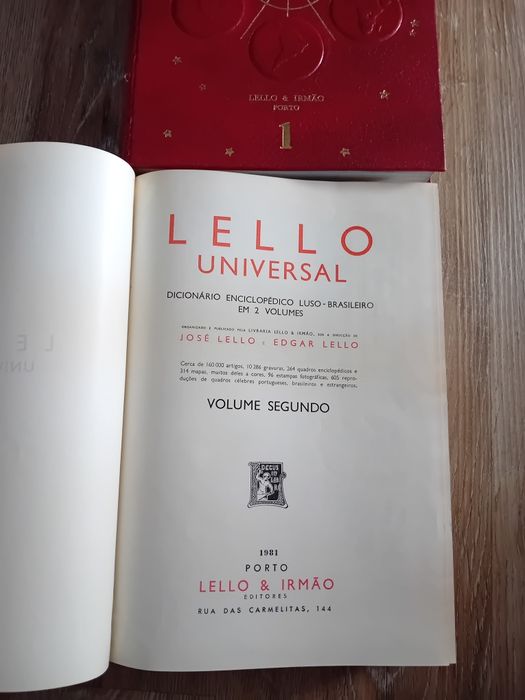 LELLO & IRMÃO
PORTO
1
LELLO
UNIVERSAL
DICIONÁRIO ENCICLOPÉDICO LUSO-BRASILEIRO
EM 2 VOLUMES
ORGANIZADO E PUBLICADO PELA LIVRARIA LELLO & IRMÃO, SOB A DIRECÇÃO DE
JOSÉ LELLO E EDGAR LELLO
Cerca de 160 000 artigos, 10 286 gravuras, 264 quadros enciclopédicos e
314 mapas, muitos deles a cores, 96 estampas fotográficas, 605 repro-
duções de quadros célebres portugueses, brasileiros e estrangeiros.
VOLUME SEGUNDO
DECUS
IN
LABORE
1981
PORTO
LELLO & IRMÃO
EDITORES
RUA DAS CARMELITAS, 144